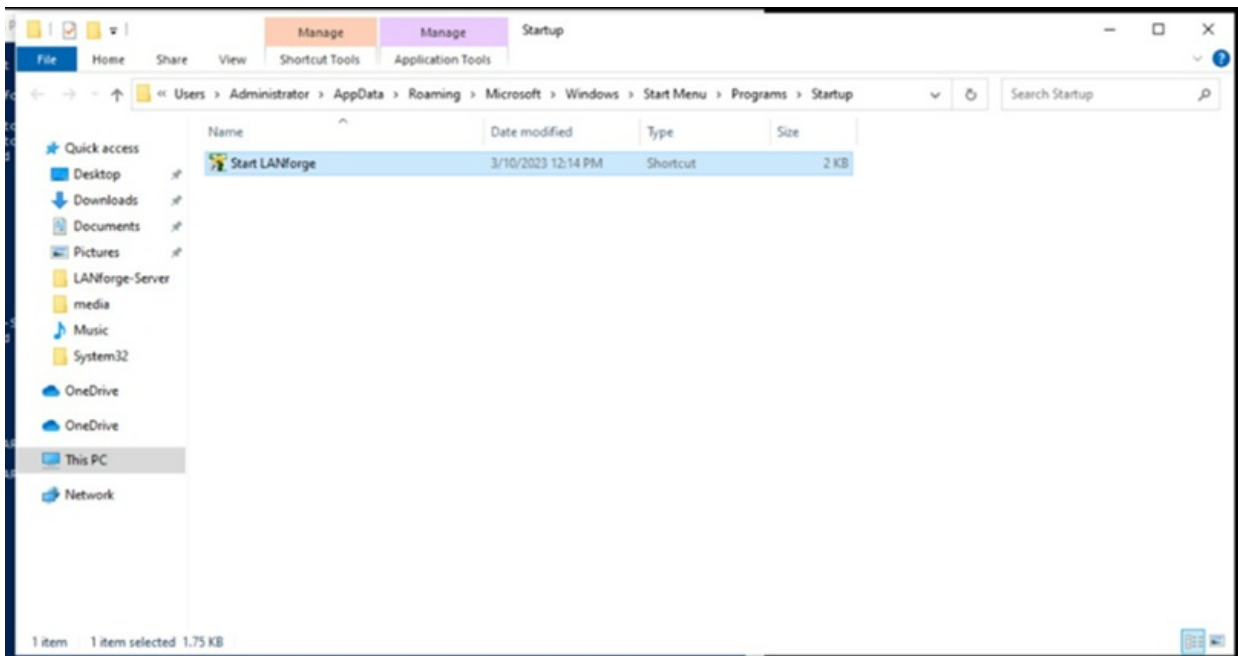 Manage Manage Startup
File Home Share View Shortcut Tools Application Tools
« Users › Administrator › AppData › Roaming › Microsoft › Windows › Start Menu › Programs › Startup
Search Startup
Name Date modified Type Size
Start LANforge 3/10/2023 12:14 PM Shortcut 2 KB
Quick access
Desktop
Downloads
Documents
Pictures
LANforge-Server
media
Music
System32
OneDrive
OneDrive
This PC
Network
1 item 1 item selected 1.75 KB